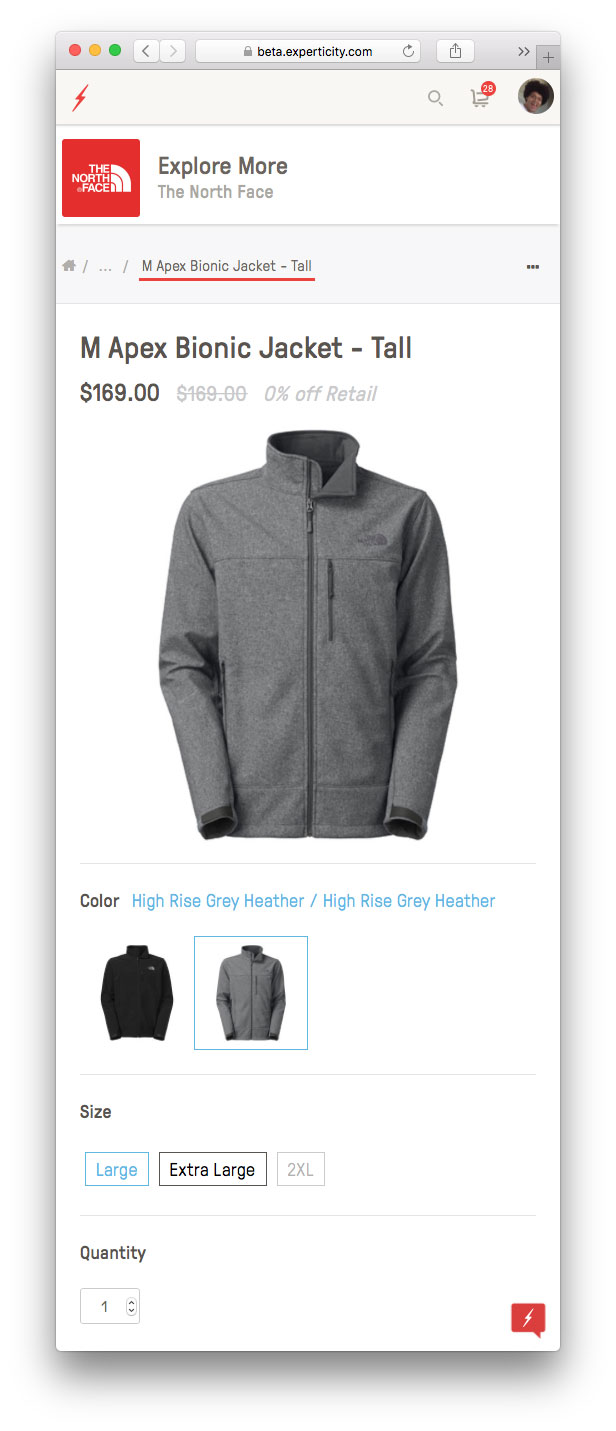 beta.experticity.com
28
THE
NORTH
FACE
Explore More
The North Face
/ ... / M Apex Bionic Jacket - Tall
M Apex Bionic Jacket - Tall
$169.00 $169.00 0% off Retail
Color High Rise Grey Heather / High Rise Grey Heather
Size
Large Extra Large 2XL
Quantity
1